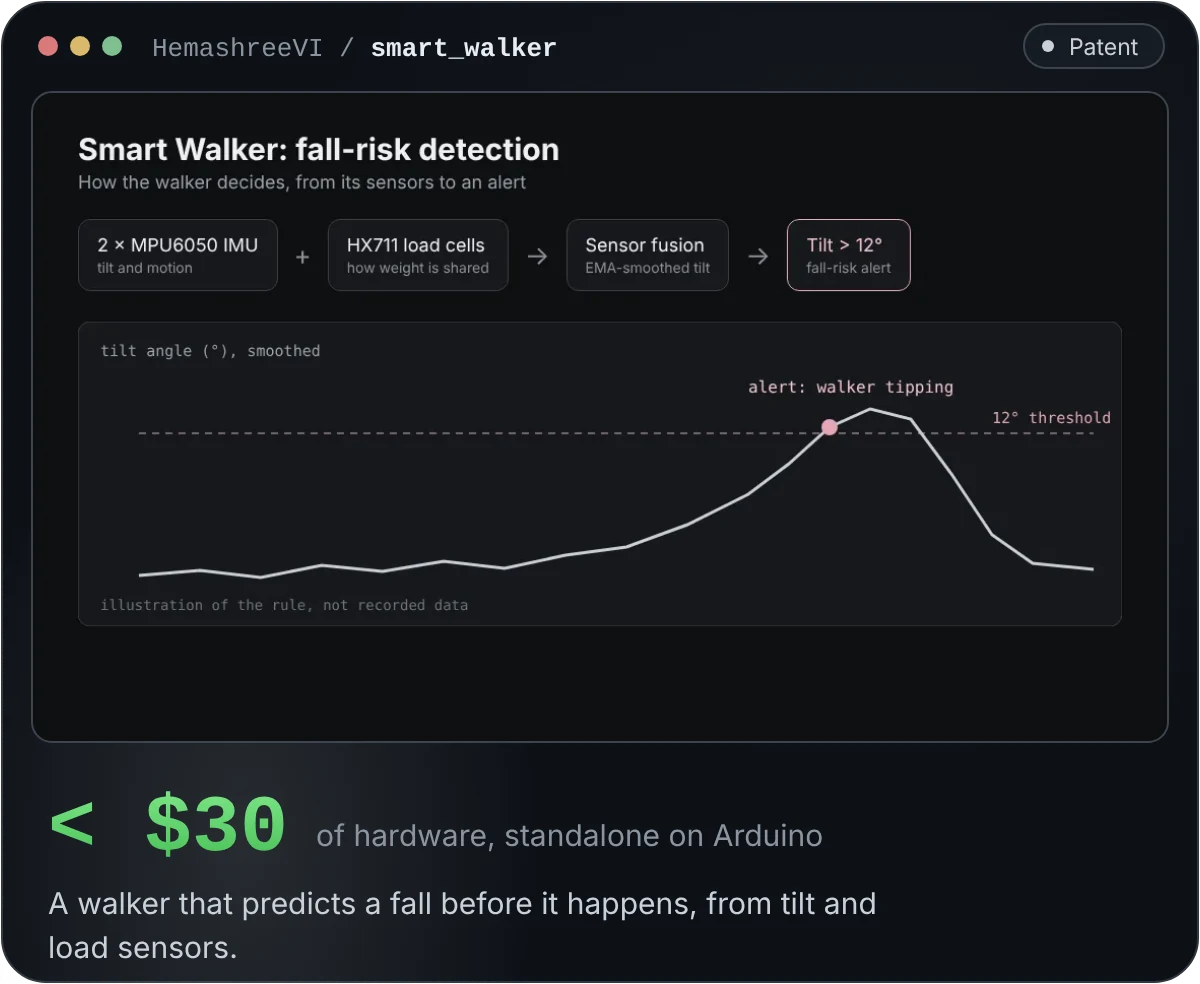 HemashreeVI / smart_walker
Patent
Smart Walker: fall-risk detection
How the walker decides, from its sensors to an alert
2 × MPU6050 IMU
tilt and motion
+
HX711 load cells
how weight is shared
→
Sensor fusion
EMA-smoothed tilt
→
Tilt > 12°
fall-risk alert
tilt angle (°), smoothed
alert: walker tipping
12° threshold
illustration of the rule, not recorded data
< $30 of hardware, standalone on Arduino
A walker that predicts a fall before it happens, from tilt and
load sensors.